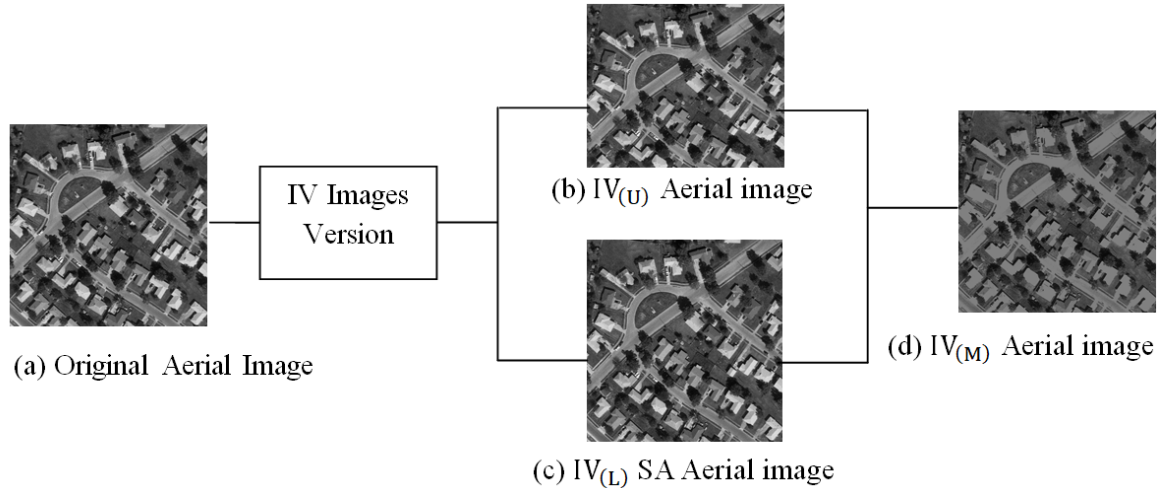 IV Images
Version
(a) Original Aerial Image
(b) IV(U) Aerial image
(c) IV(L) SA Aerial image
(d) IV(M) Aerial image